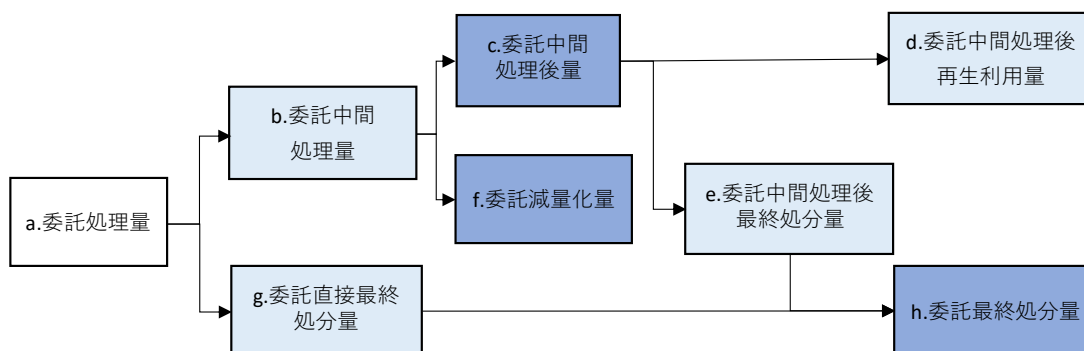 c.委託中間
処理後量
d.委託中間処理後
再生利用量
b.委託中間
処理量
f.委託減量化量
e.委託中間処理後
最終処分量
a.委託処理量
g.委託直接最終
処分量
h.委託最終処分量